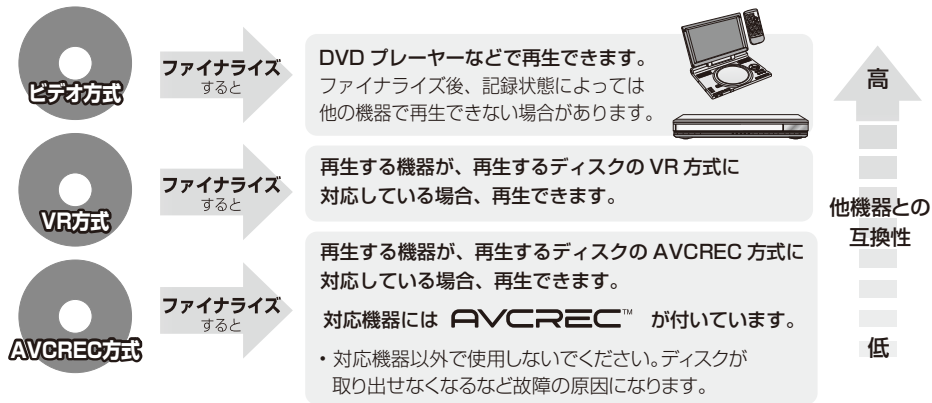 ビデオ方式
ファイナライズ
すると
DVD プレーヤーなどで再生できます。
ファイナライズ後、記録状態によっては
他の機器で再生できない場合があります。
VR方式
ファイナライズ
すると
再生する機器が、再生するディスクの VR 方式に
対応している場合、再生できます。
AVCREC方式
ファイナライズ
すると
再生する機器が、再生するディスクの AVCREC 方式に
対応している場合、再生できます。
対応機器には AVCREC™ が付いています。
・対応機器以外で使用しないでください。ディスクが
取り出せなくなるなど故障の原因になります。
高
他機器との
互換性
低